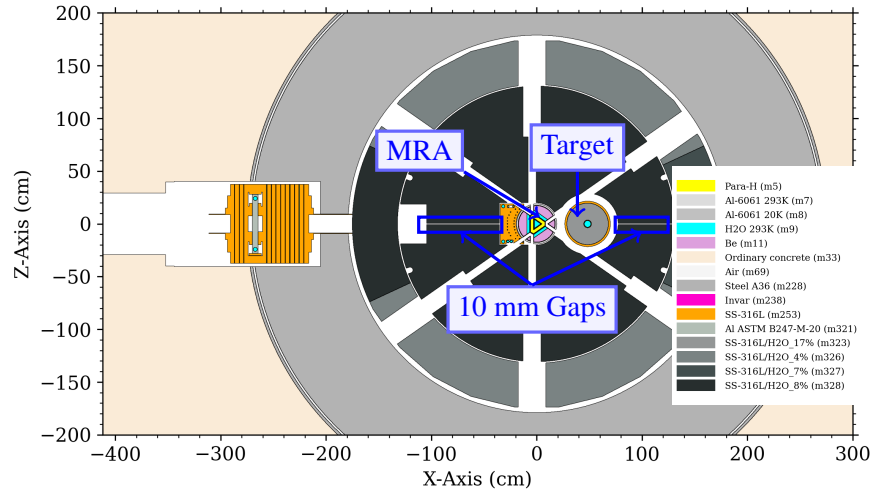 200
150
100
50
0
−50
−100
−150
−200
Z-Axis (cm)
−400
−300
−200
−100
0
100
200
300
X-Axis (cm)
MRA
Target
10 mm Gaps
Para-H (m5)
Al-6061 293K (m7)
Al-6061 20K (m8)
H2O 293K (m9)
Be (m11)
Ordinary concrete (m33)
Air (m69)
Steel A36 (m228)
Invar (m238)
SS-316L (m253)
Al ASTM B247-M-20 (m321)
SS-316L/H2O_17% (m323)
SS-316L/H2O_4% (m326)
SS-316L/H2O_7% (m327)
SS-316L/H2O_8% (m328)